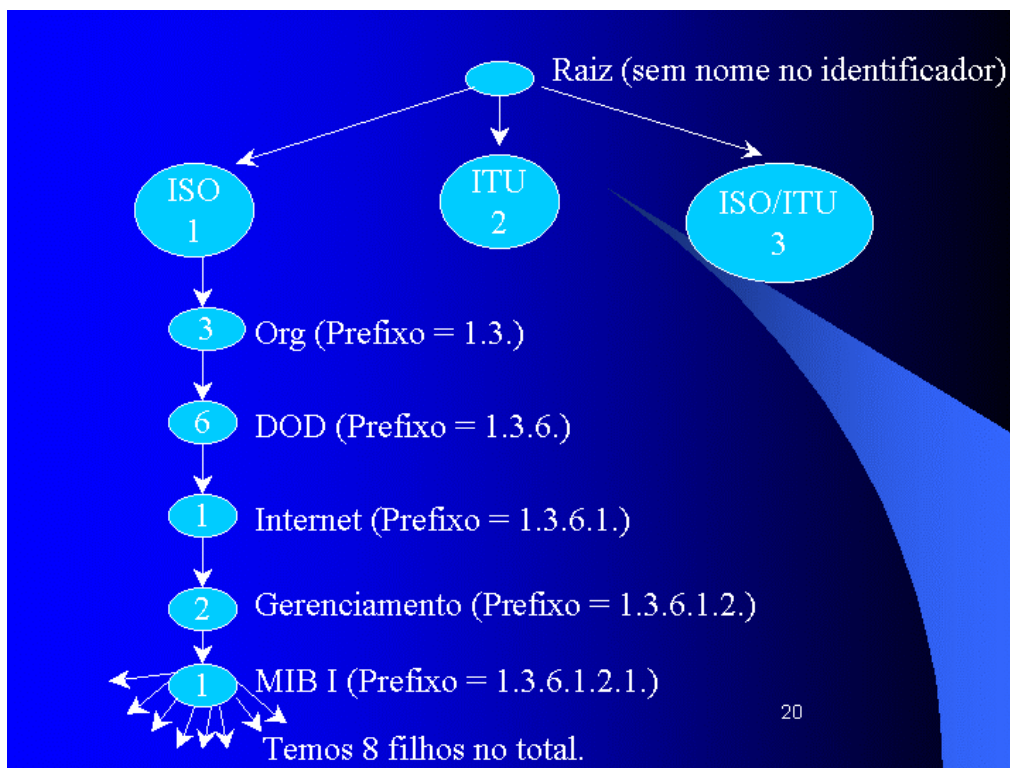 Raiz (sem nome no identificador)
ISO
1
ITU
2
ISO/ITU
3
3
Org (Prefixo = 1.3.)
6
DOD (Prefixo = 1.3.6.)
1
Internet (Prefixo = 1.3.6.1.)
2
Gerenciamento (Prefixo = 1.3.6.1.2.)
1
MIB I (Prefixo = 1.3.6.1.2.1.)
20
Temos 8 filhos no total.